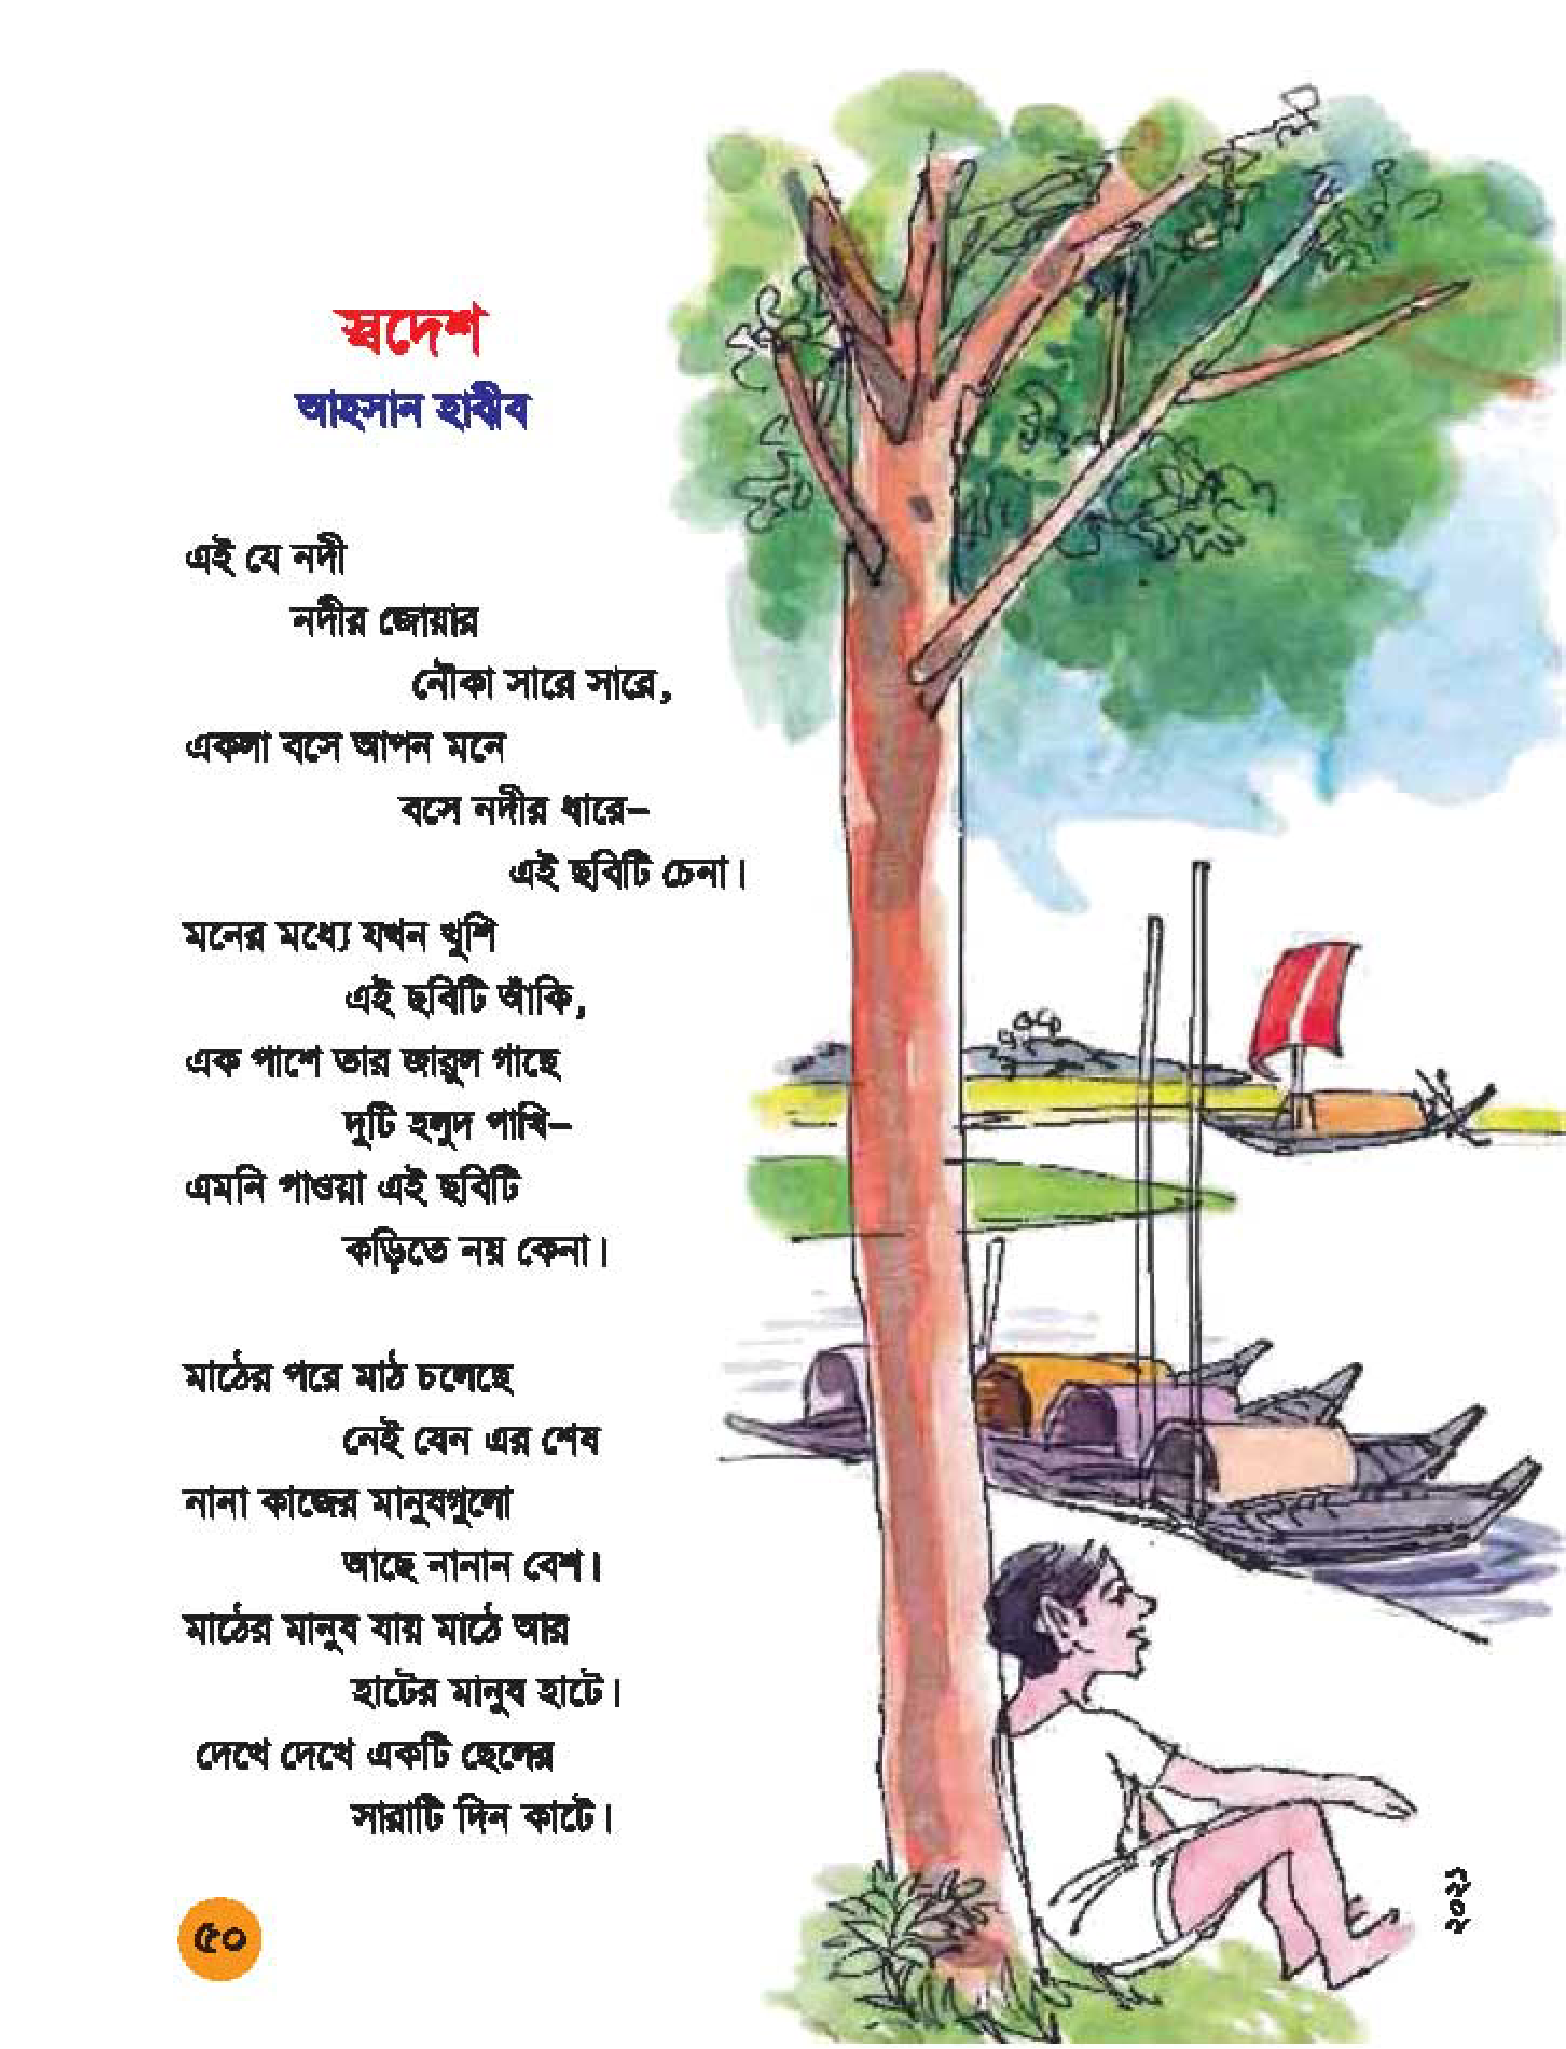 স্বদেশ
আহসান হাবীব
এই যে নদী
নদীর জোয়ার
নৌকা সারে সারে,
একলা বসে আপন মনে
বসে নদীর ধারে–
এই ছবিটি চেনা।
মনের মধ্যে যখন খুশি
এই ছবিটি আঁকি,
এক পাশে তার জারুল গাছে
দুটি হলুদ পাখি–
এমনি পাওয়া এই ছবিটি
কড়িতে নয় কেনা।
মাঠের পরে মাঠ চলেছে
নেই যেন এর শেষ
নানা কাজের মানুষগুলো
আছে নানান বেশ।
মাঠের মানুষ যায় মাঠে আর
হাটের মানুষ হাটে।
দেখে দেখে একটি ছেলের
সারাটি দিন কাটে।
৫০
২০২১